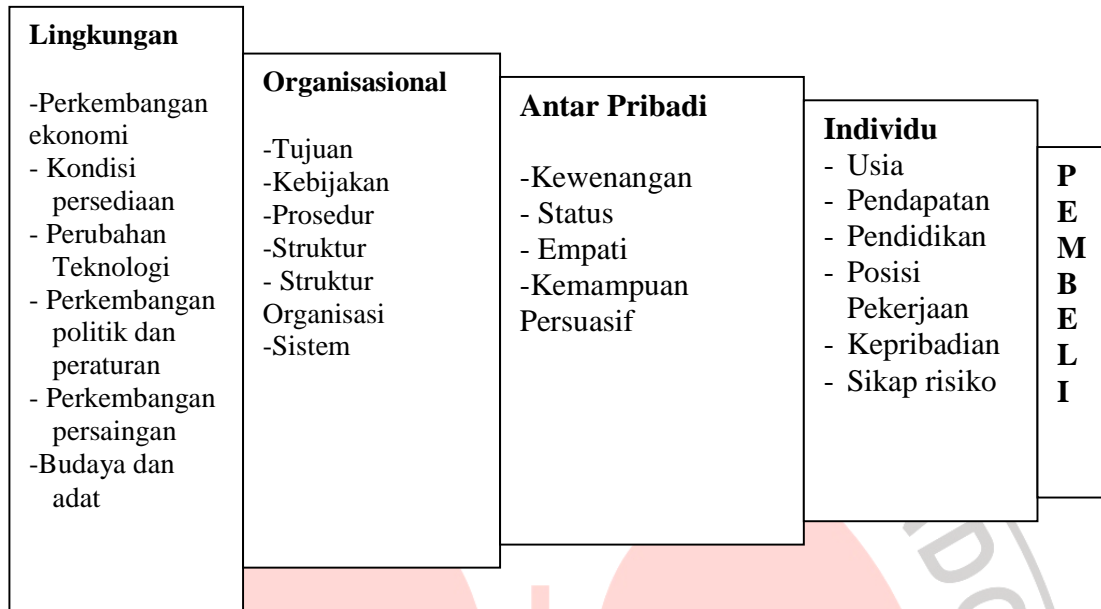 Lingkungan
-Perkembangan
ekonomi
- Kondisi
persediaan
- Perubahan
Teknologi
- Perkembangan
politik dan
peraturan
- Perkembangan
persaingan
-Budaya dan
adat
Organisasional
-Tujuan
-Kebijakan
-Prosedur
-Struktur
- Struktur
Organisasi
-Sistem
Antar Pribadi
-Kewenangan
- Status
- Empati
-Kemampuan
Persuasif
Individu
- Usia
- Pendapatan
- Pendidikan
- Posisi
Pekerjaan
- Kepribadian
- Sikap risiko
P
E
M
B
E
L
I